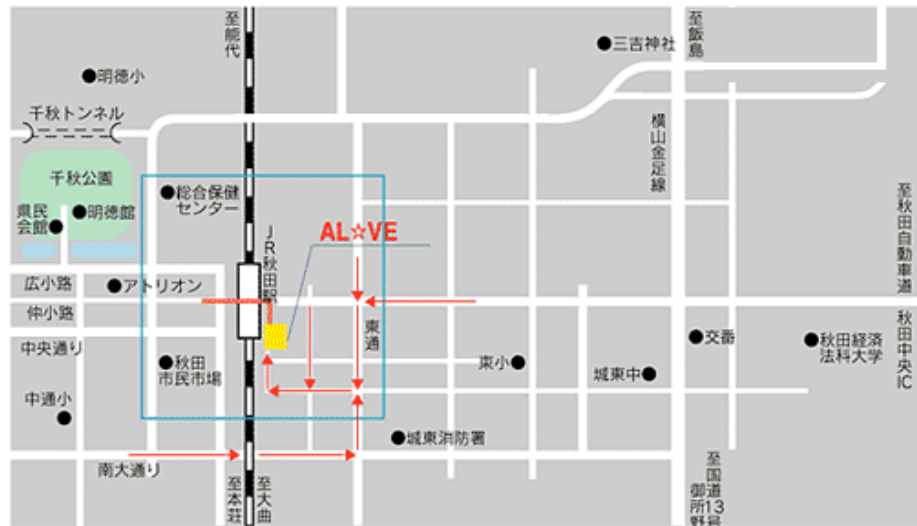 至能代
至飯島
三吉神社
明徳小
千秋トンネル
横山金足線
千秋公園
総合保健
センター
至秋田自動車道
県民
会館
明徳館
AL☆VE
JR秋田駅
広小路
アトリオン
仲小路
東通
秋田中央IC
中央通り
交番
秋田経済
法科大学
秋田
市民市場
東小
城東中
中通小
城東消防署
南大通り
至本荘
至大曲
至国道13号
御所野